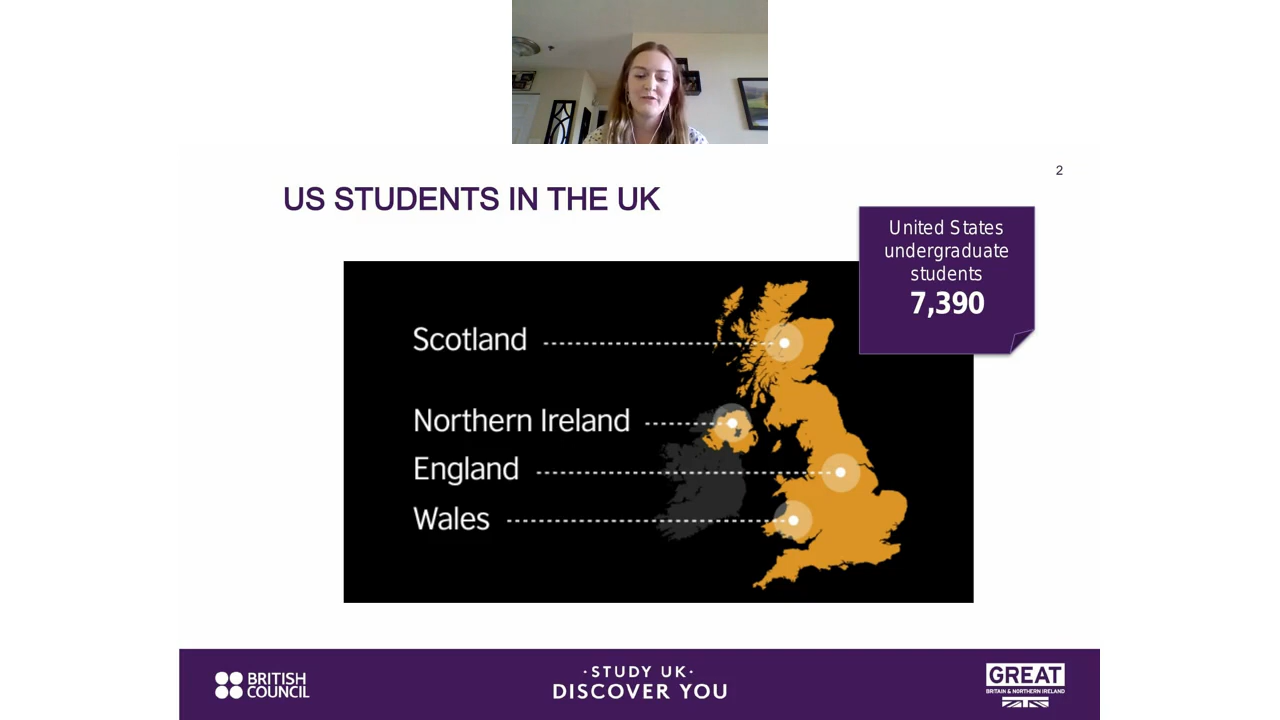 2
US STUDENTS IN THE UK
United States
undergraduate
students
7,390
Scotland
Northern Ireland
England
Wales
BRITISH
COUNCIL
·STUDY UK·
DISCOVER YOU
GREAT
BRITAIN & NORTHERN IRELAND